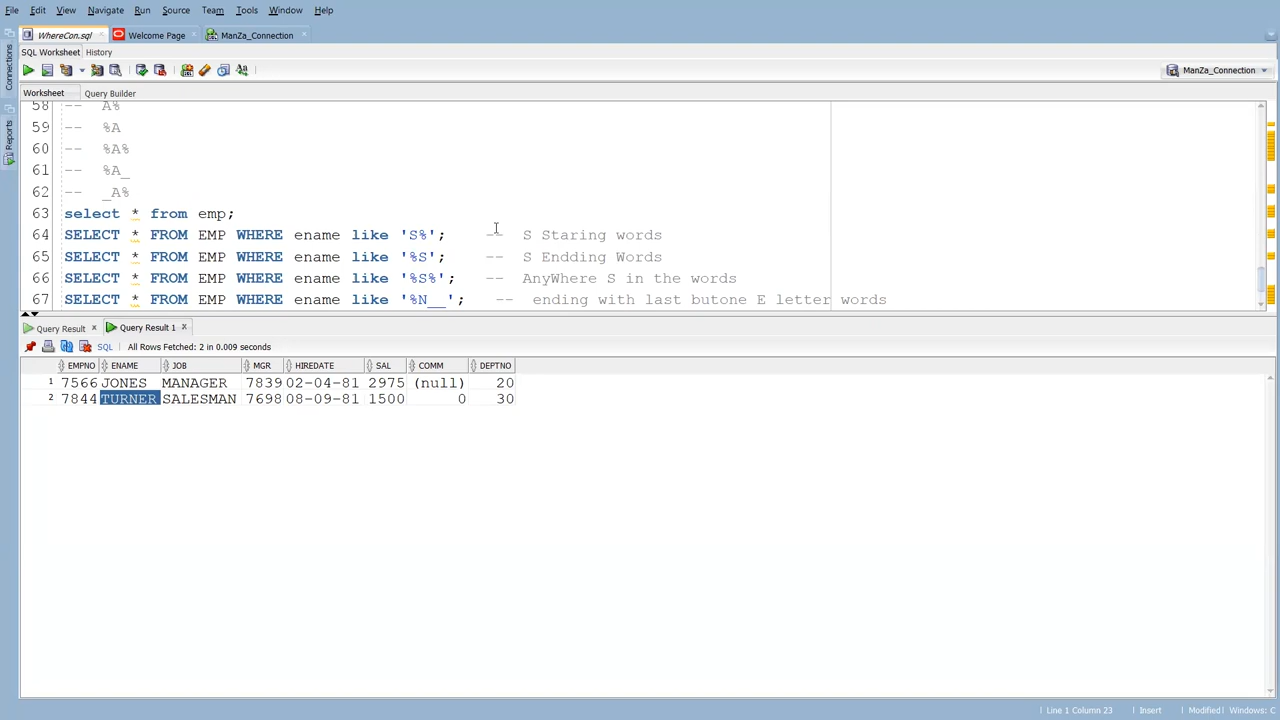 File Edit View Navigate Run Source Team Tools Window Help
WhereCon.sql Welcome Page ManZa_Connection
SQL Worksheet History
ManZa_Connection
Worksheet Query Builder
Connections
Reports
58 -- A%
59 -- %A
60 -- %A%
61 -- %A_
62 -- _A%
63 select * from emp;
64 SELECT * FROM EMP WHERE ename like 'S%'; -- S Staring words
65 SELECT * FROM EMP WHERE ename like '%S'; -- S Endding Words
66 SELECT * FROM EMP WHERE ename like '%S%'; -- AnyWhere S in the words
67 SELECT * FROM EMP WHERE ename like '%N__'; -- ending with last butone E letter words
Query Result Query Result 1
SQL All Rows Fetched: 2 in 0.009 seconds
EMPNO ENAME JOB MGR HIREDATE SAL COMM DEPTNO
1 7566 JONES MANAGER 7839 02-04-81 2975 (null) 20
2 7844 TURNER SALESMAN 7698 08-09-81 1500 0 30
Line 1 Column 23 Insert Modified Windows: C